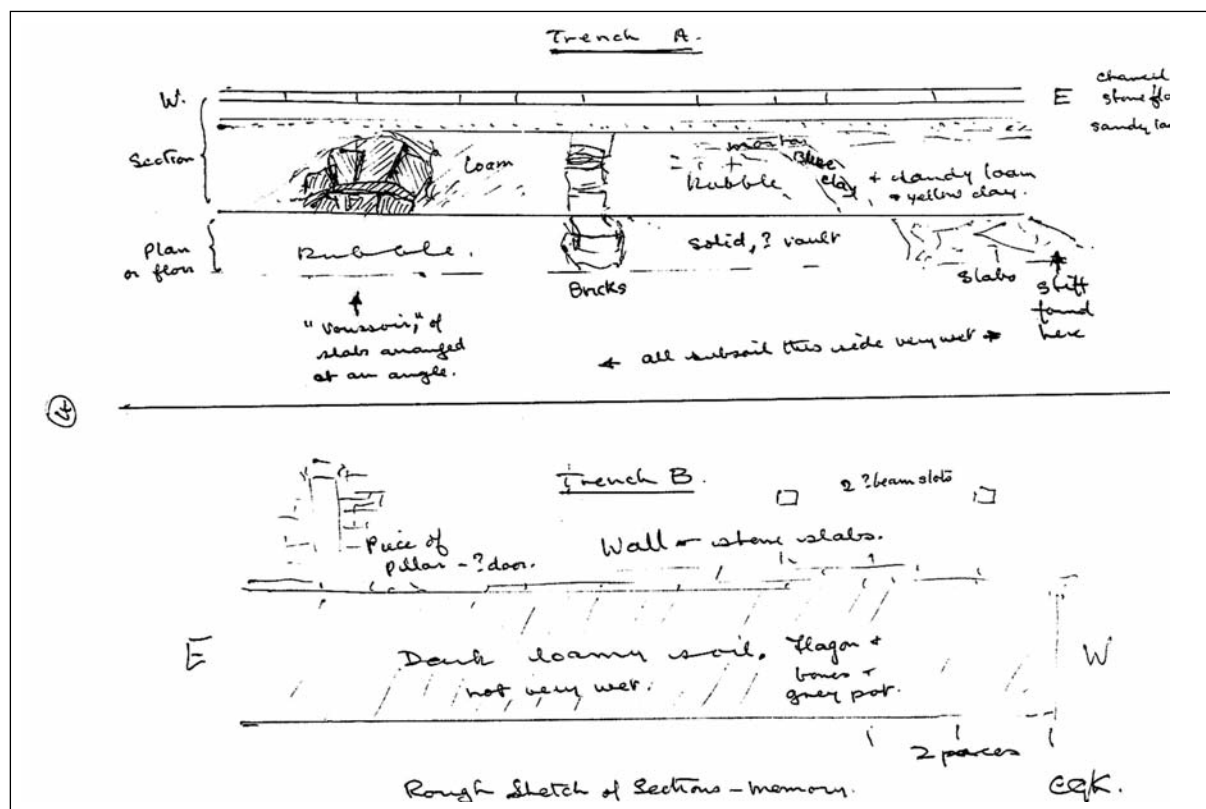 Trench A.
W.
E
chancel
stone flo
sandy loa
Section
Loam
mortar
+
Rubble
Blue
clay
+ sandy loam
+ yellow clay.
Plan
or floor
Rubble.
Solid, ? vault
Bricks
Slabs
Stiff
found
here
"Voussoir," of
slabs arranged
at an angle.
← all subsoil this side very wet →
Trench B.
2 ?beam slots
Piece of
pillar - ?door.
Wall - stone slabs.
E
Dark loamy soil.
not very wet.
Flagon +
bones +
grey pot.
W
2 paces
Rough Sketch of Sections - memory.